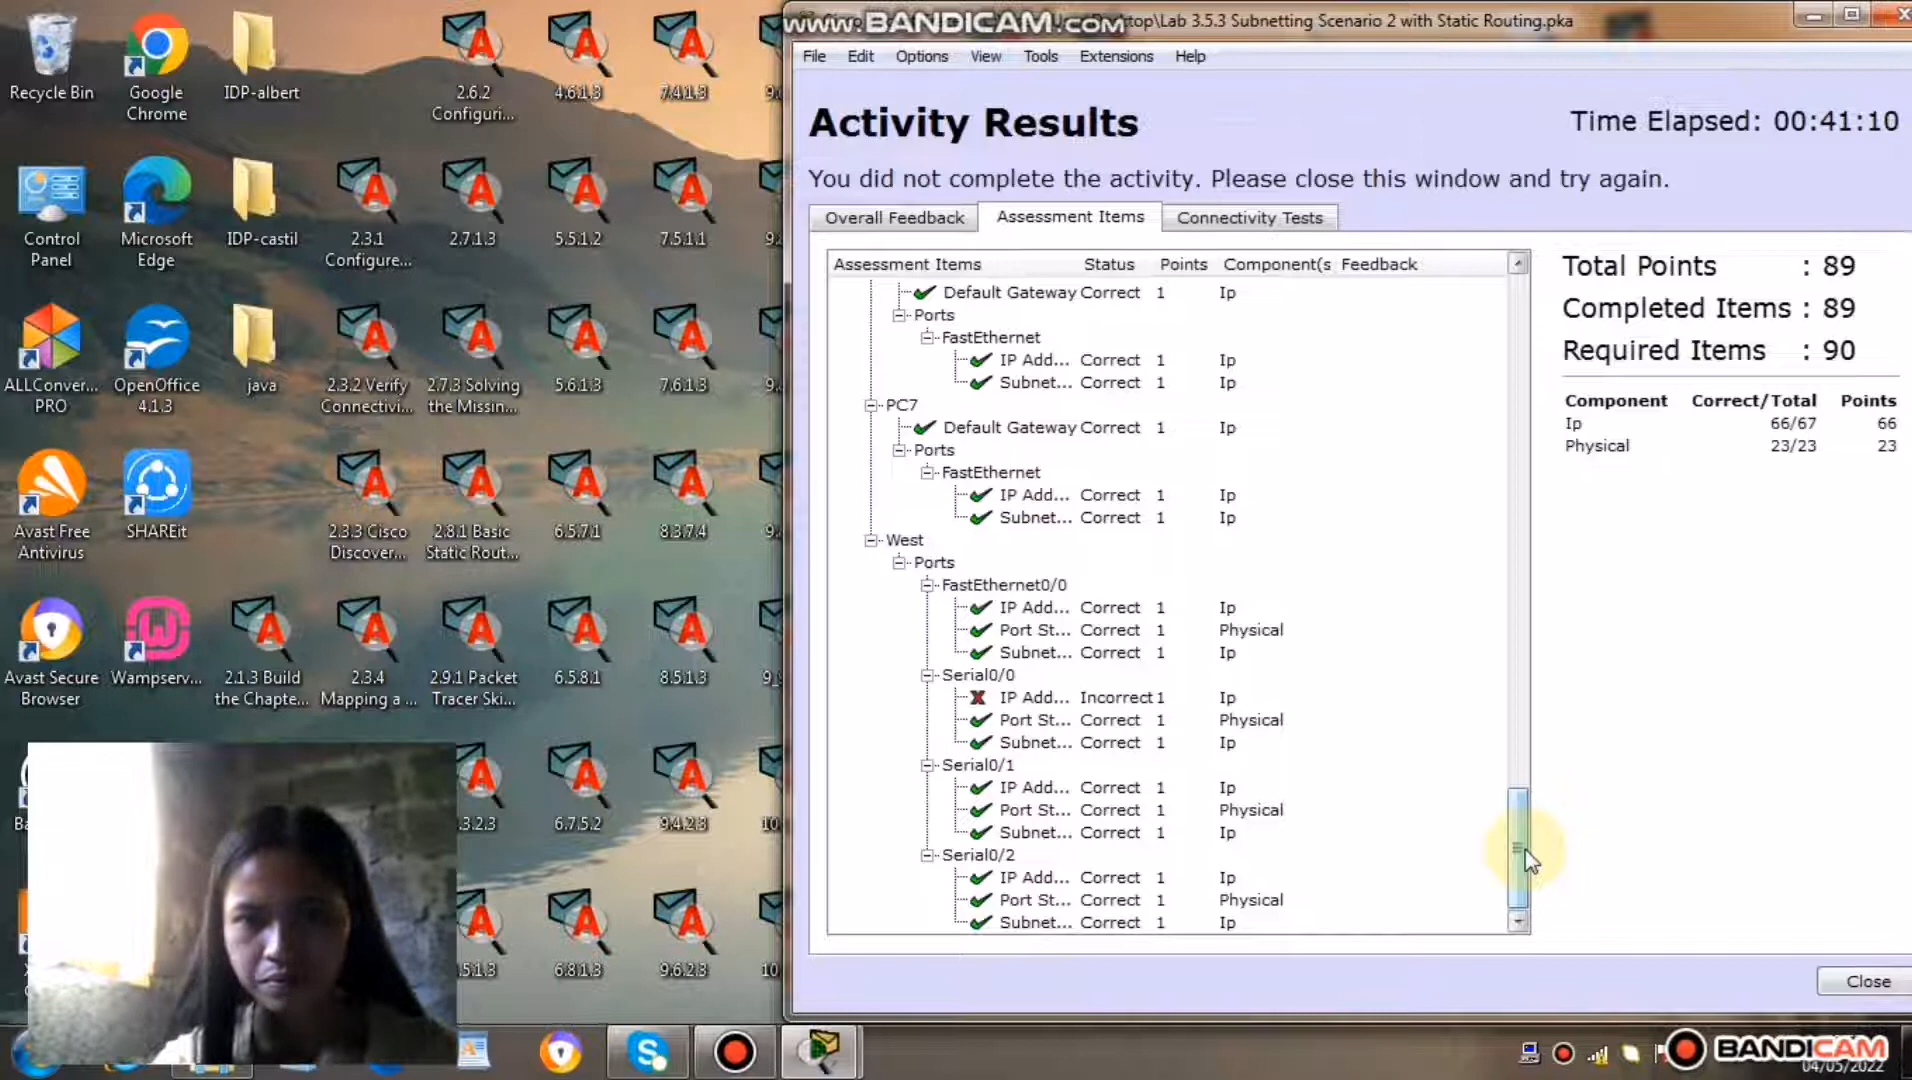 www.BANDICAM.com
Desktop\Lab 3.5.3 Subnetting Scenario 2 with Static Routing.pka
File Edit Options View Tools Extensions Help
Activity Results
Time Elapsed: 00:41:10
You did not complete the activity. Please close this window and try again.
Overall Feedback Assessment Items Connectivity Tests
Assessment Items Status Points Component(s Feedback
Default Gateway Correct 1 Ip
Ports
FastEthernet
IP Add... Correct 1 Ip
Subnet... Correct 1 Ip
PC7
Default Gateway Correct 1 Ip
Ports
FastEthernet
IP Add... Correct 1 Ip
Subnet... Correct 1 Ip
West
Ports
FastEthernet0/0
IP Add... Correct 1 Ip
Port St... Correct 1 Physical
Subnet... Correct 1 Ip
Serial0/0
IP Add... Incorrect 1 Ip
Port St... Correct 1 Physical
Subnet... Correct 1 Ip
Serial0/1
IP Add... Correct 1 Ip
Port St... Correct 1 Physical
Subnet... Correct 1 Ip
Serial0/2
IP Add... Correct 1 Ip
Port St... Correct 1 Physical
Subnet... Correct 1 Ip
Total Points : 89
Completed Items : 89
Required Items : 90
Component Correct/Total Points
Ip 66/67 66
Physical 23/23 23
Close
Recycle Bin
Google Chrome
IDP-albert
2.6.2 Configuri...
4.6.1.3
7.4.1.3
Control Panel
Microsoft Edge
IDP-castil
2.3.1 Configure...
2.7.1.3
5.5.1.2
7.5.1.1
ALLConver... PRO
OpenOffice 4.1.3
java
2.3.2 Verify Connectivi...
2.7.3 Solving the Missin...
5.6.1.3
7.6.1.3
Avast Free Antivirus
SHAREit
2.3.3 Cisco Discover...
2.8.1 Basic Static Rout...
6.5.7.1
8.3.7.4
Avast Secure Browser
Wampserv...
2.1.3 Build the Chapte...
2.3.4 Mapping a ...
2.9.1 Packet Tracer Ski...
6.5.8.1
8.5.1.3
.3.2.3
6.7.5.2
9.4.2.3
10
.5.1.3
6.8.1.3
9.6.2.3
10
BANDICAM
04/05/2022